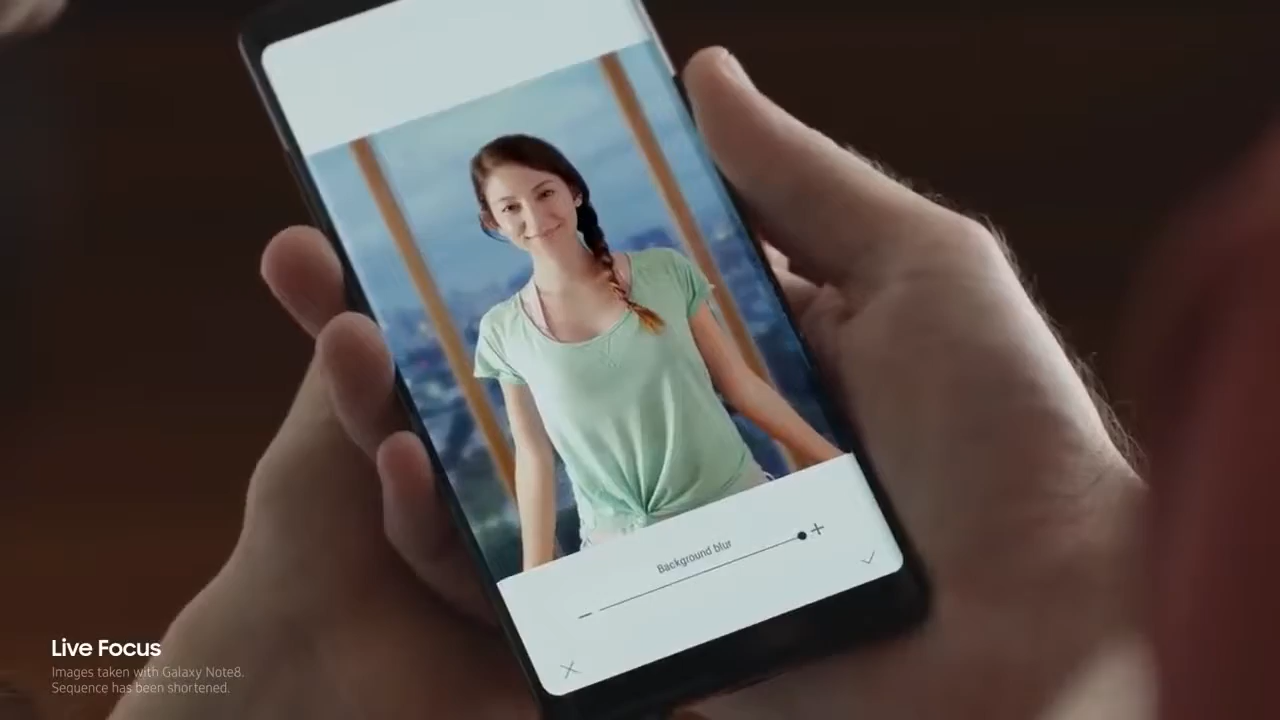 Background blur
Live Focus
Images taken with Galaxy Note8.
Sequence has been shortened.